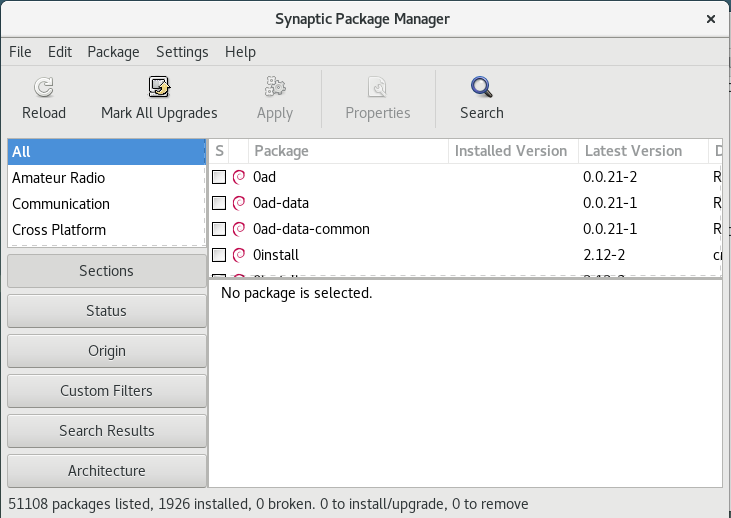 Synaptic Package Manager
File Edit Package Settings Help
Reload Mark All Upgrades Apply Properties Search
All
Amateur Radio
Communication
Cross Platform
Sections
Status
Origin
Custom Filters
Search Results
Architecture
S Package Installed Version Latest Version D
0ad 0.0.21-2 R
0ad-data 0.0.21-1 R
0ad-data-common 0.0.21-1 R
0install 2.12-2 cr
No package is selected.
51108 packages listed, 1926 installed, 0 broken. 0 to install/upgrade, 0 to remove